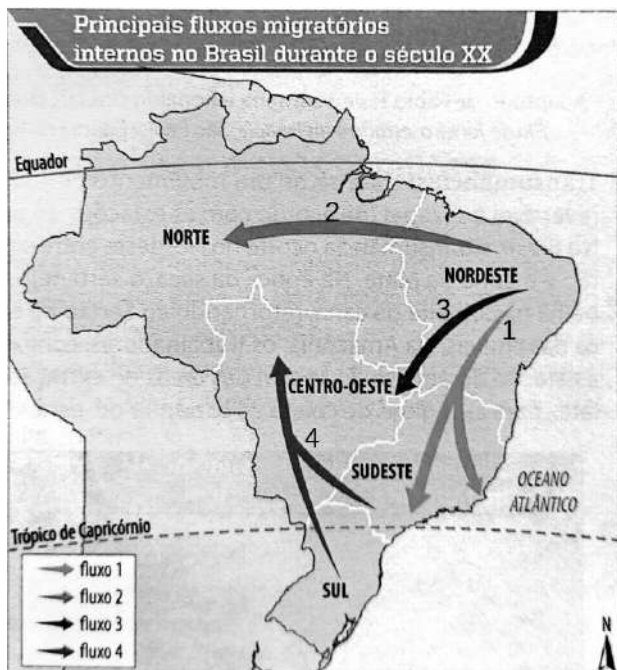 Principais fluxos migratórios
internos no Brasil durante o século XX
Equador
2
NORTE
NORDESTE
3
1
CENTRO-OESTE
4
SUDESTE
OCEANO
ATLÂNTICO
Trópico de Capricórnio
fluxo 1
fluxo 2
fluxo 3
fluxo 4
SUL
N